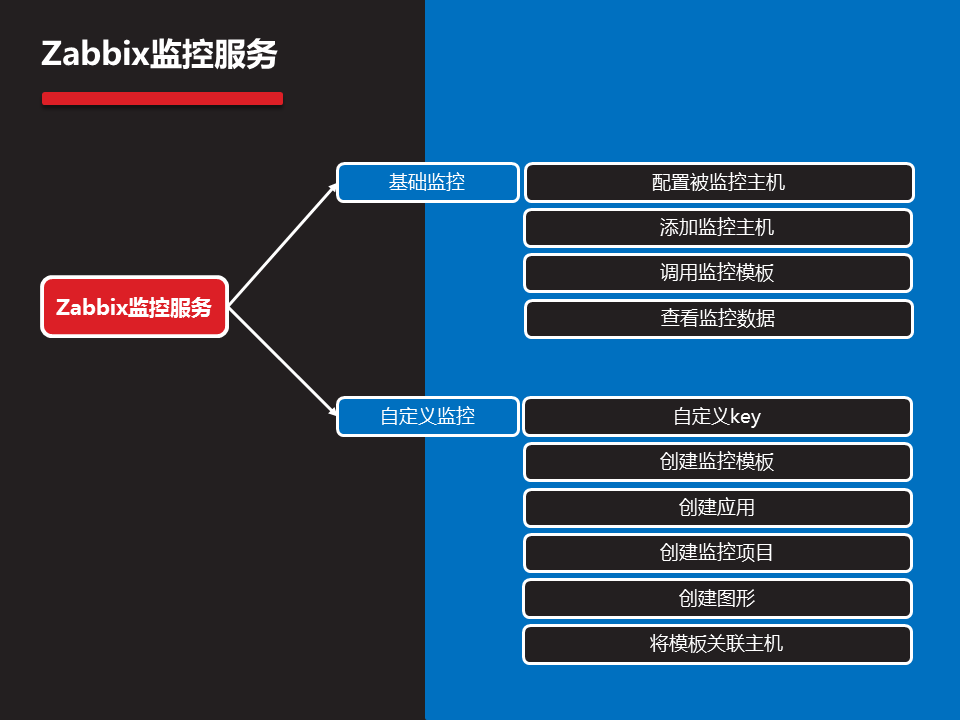 Zabbix监控服务
Zabbix监控服务
基础监控
配置被监控主机
添加监控主机
调用监控模板
查看监控数据
自定义监控
自定义key
创建监控模板
创建应用
创建监控项目
创建图形
将模板关联主机